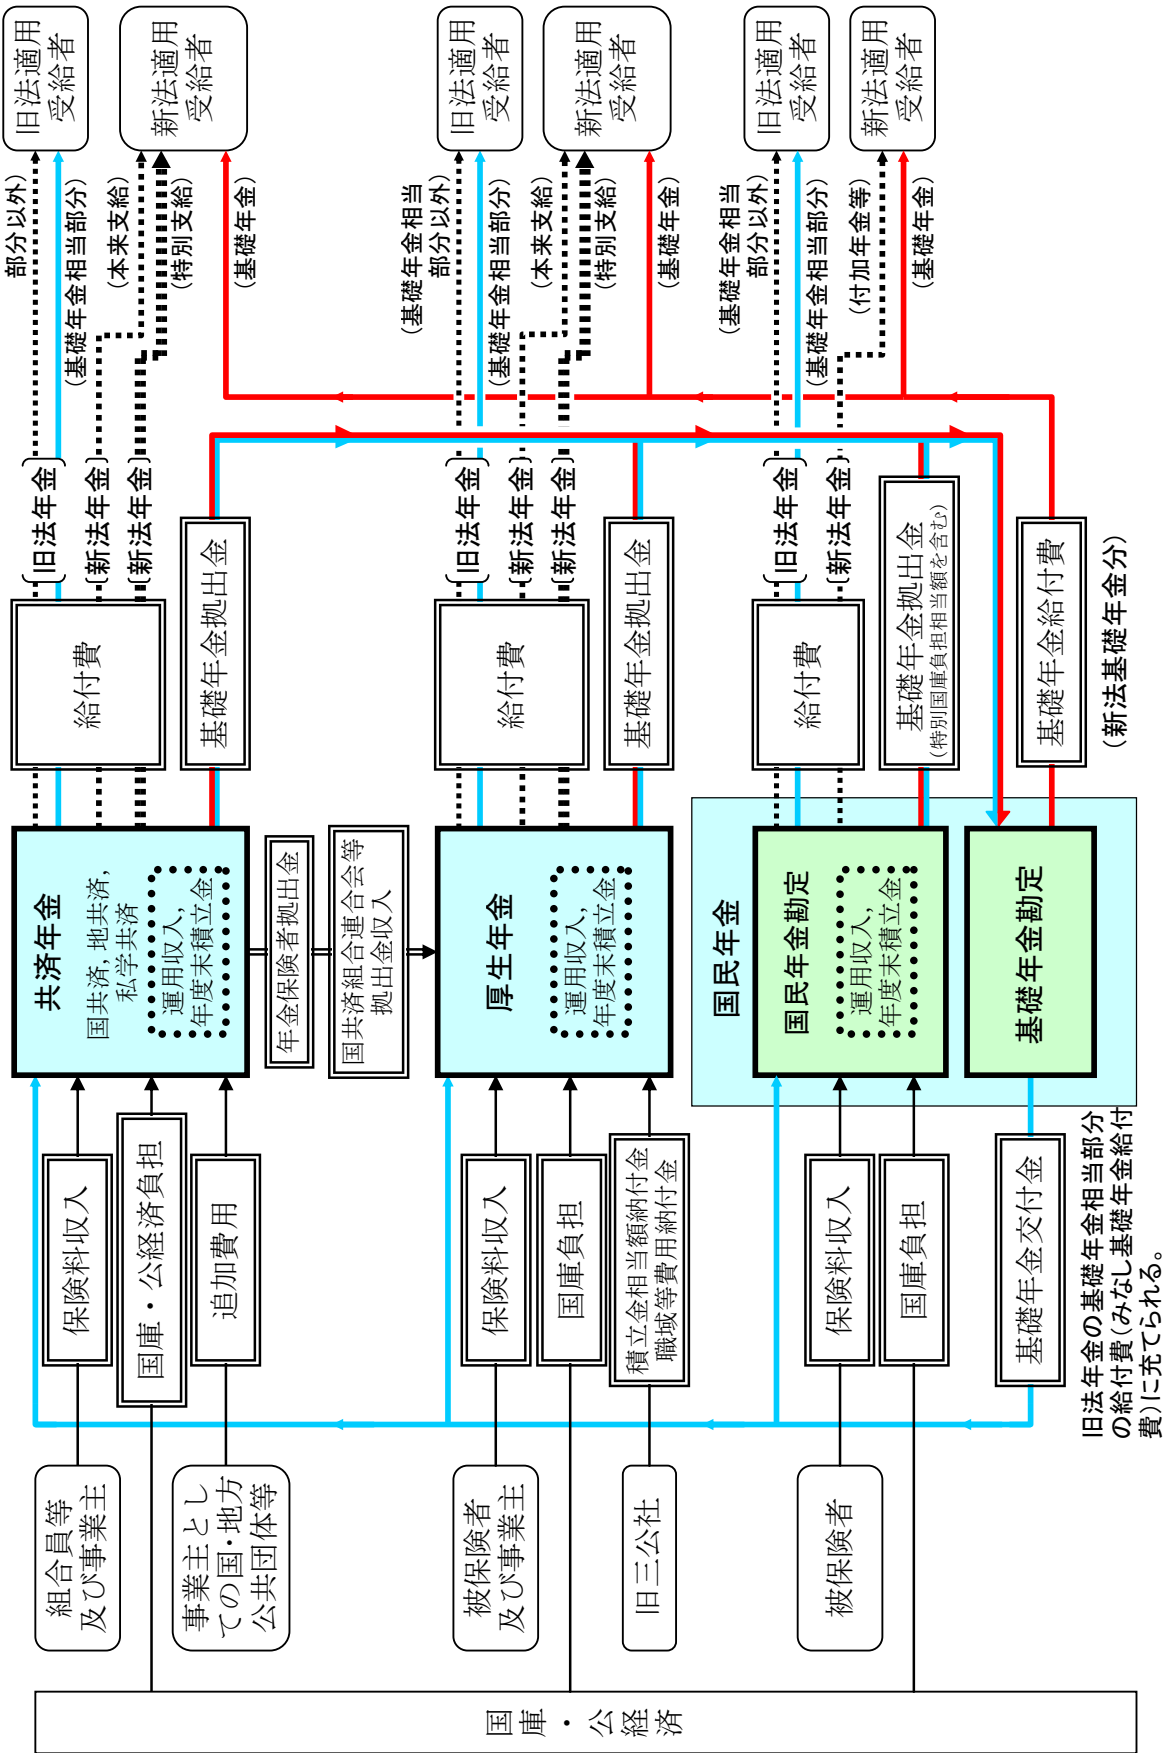 国庫・公経済
組合員等
及び事業主
事業主とし
ての国・地方
公共団体等
被保険者
及び事業主
旧三公社
被保険者
保険料収入
国庫・公経済負担
追加費用
保険料収入
国庫負担
積立金相当額納付金
職域等費用納付金
保険料収入
国庫負担
基礎年金交付金
旧法年金の基礎年金相当部分
の給付費(みなし基礎年金給付
費)に充てられる。
共済年金
国共済, 地共済,
私学共済
運用収入,
年度末積立金
年金保険者拠出金
国共済組合連合会等
拠出金収入
厚生年金
運用収入,
年度末積立金
国民年金
国民年金勘定
運用収入,
年度末積立金
基礎年金勘定
給付費
基礎年金拠出金
給付費
基礎年金拠出金
給付費
基礎年金拠出金
(特別国庫負担相当額を含む)
基礎年金給付費
(新法基礎年金分)
(旧法年金)
(新法年金)
(新法年金)
(旧法年金)
(新法年金)
(新法年金)
(旧法年金)
(新法年金)
部分以外)
(基礎年金相当部分)
(本来支給)
(特別支給)
(基礎年金)
(基礎年金相当
部分以外)
(基礎年金相当部分)
(本来支給)
(特別支給)
(基礎年金)
(基礎年金相当
部分以外)
(基礎年金相当部分)
(付加年金等)
(基礎年金)
旧法適用
受給者
新法適用
受給者
旧法適用
受給者
新法適用
受給者
旧法適用
受給者
新法適用
受給者